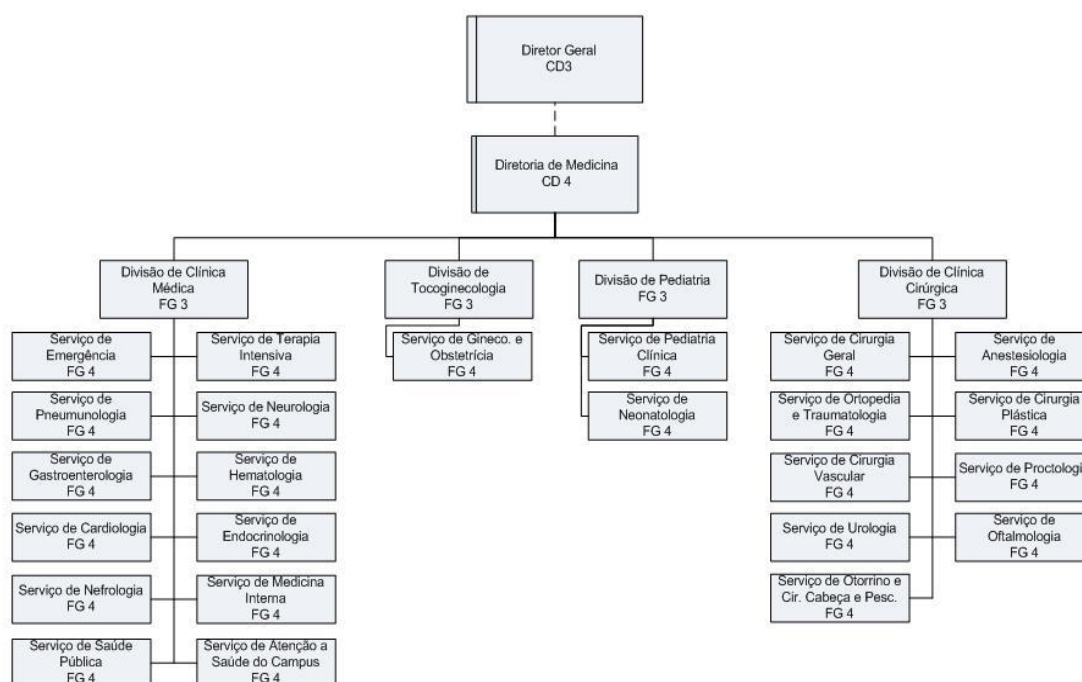 Diretor Geral
CD3
Diretoria de Medicina
CD 4
Divisão de Clínica
Médica
FG 3
Divisão de
Tocoginecologia
FG 3
Divisão de Pediatria
FG 3
Divisão de Clínica
Cirúrgica
FG 3
Serviço de
Emergência
FG 4
Serviço de Terapia
Intensiva
FG 4
Serviço de
Pneumunologia
FG 4
Serviço de Neurologia
FG 4
Serviço de
Gastroenterologia
FG 4
Serviço de
Hematologia
FG 4
Serviço de Cardiologia
FG 4
Serviço de
Endocrinologia
FG 4
Serviço de Nefrologia
FG 4
Serviço de Medicina
Interna
FG 4
Serviço de Saúde
Pública
FG 4
Serviço de Atenção a
Saúde do Campus
FG 4
Serviço de Gineco. e
Obstetrícia
FG 4
Serviço de Pediatria
Clínica
FG 4
Serviço de
Neonatologia
FG 4
Serviço de Cirurgia
Geral
FG 4
Serviço de
Anestesiologia
FG 4
Serviço de Ortopedia
e Traumatologia
FG 4
Serviço de Cirurgia
Plástica
FG 4
Serviço de Cirurgia
Vascular
FG 4
Serviço de Proctologia
FG 4
Serviço de Urologia
FG 4
Serviço de
Oftalmologia
FG 4
Serviço de Otorrino e
Cir. Cabeça e Pesc.
FG 4